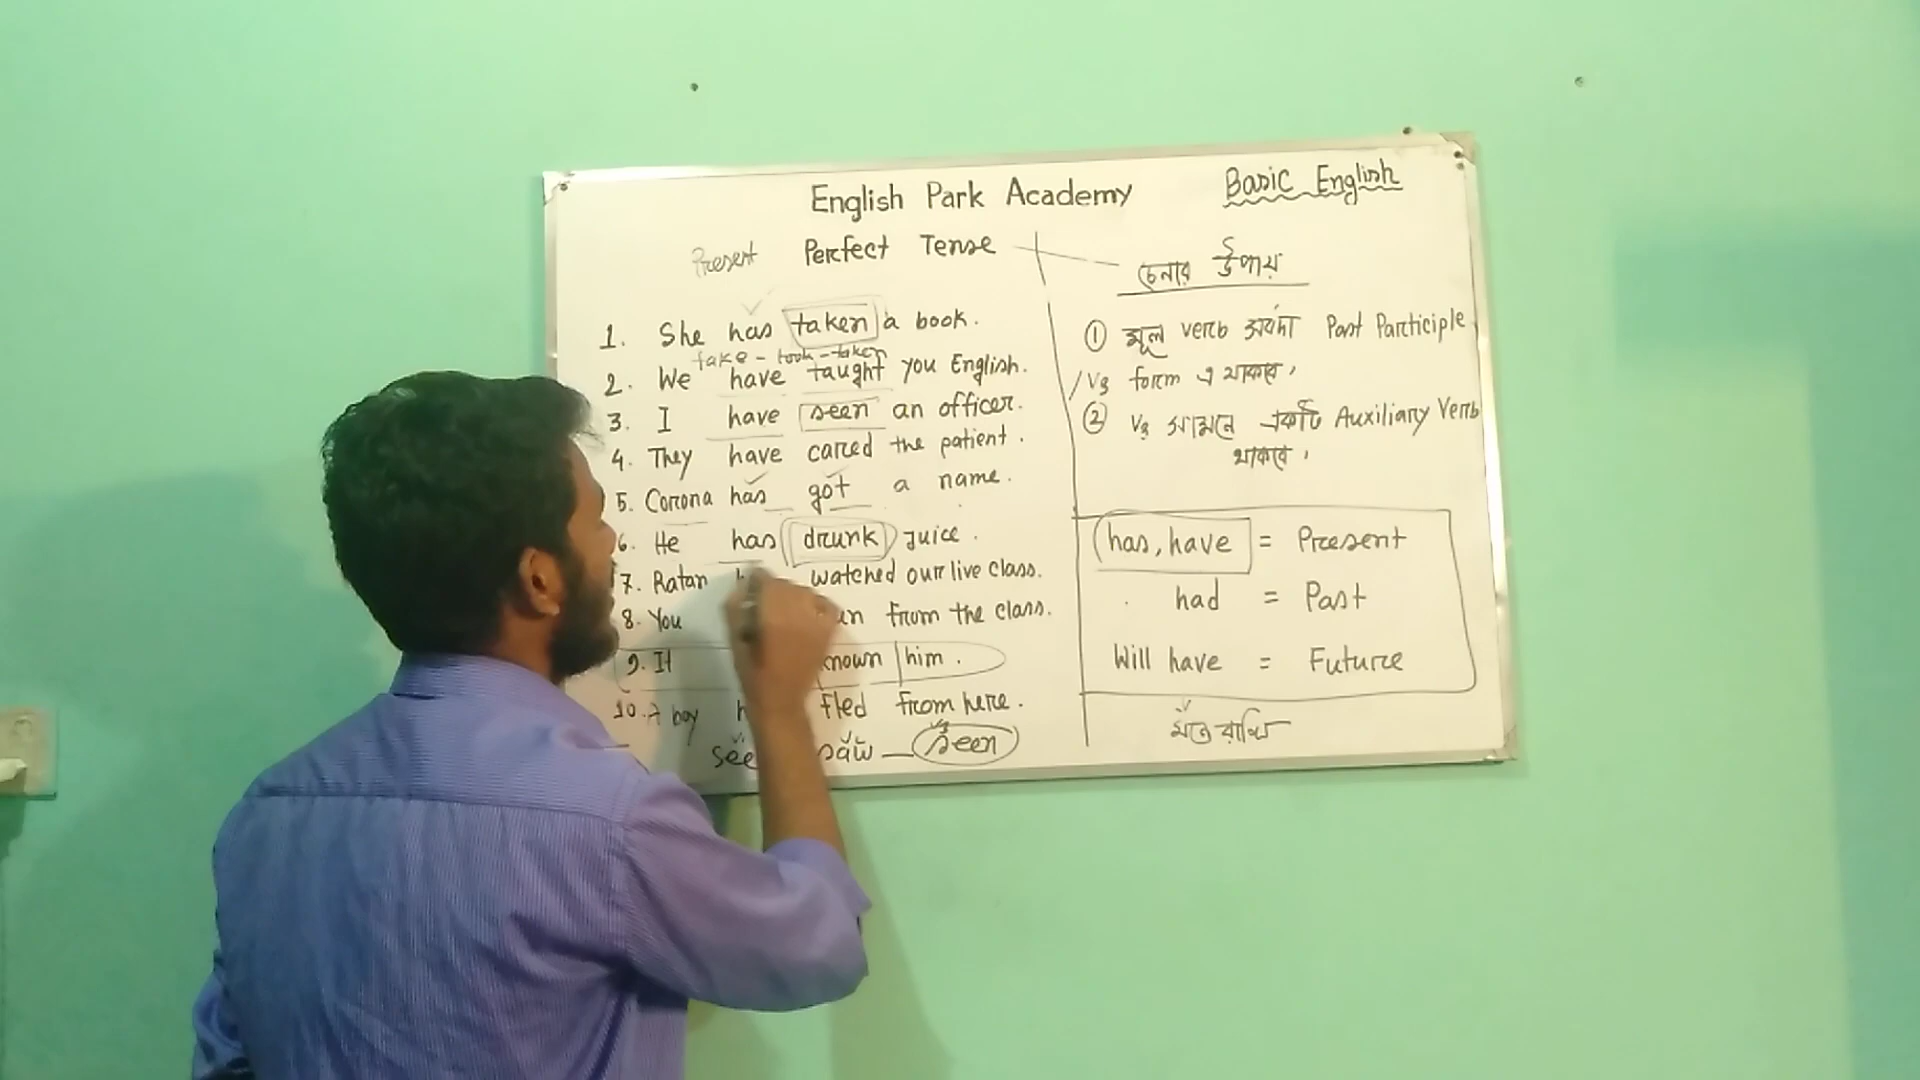 English Park Academy
Basic English
Present Perfect Tense
1. She has taken a book.
take - took - taken
2. We have taught you English.
3. I have seen an officer.
4. They have cared the patient.
5. Corona has got a name.
6. He has drunk juice.
7. Ratan watched our live class.
8. You from the class.
9. It known him.
10. A boy fled from here.
see saw seen
চেনার উপায়
① মূল verb সর্বদা Past Participle
/V3 form এ থাকবে,
② V3 সামনে একটি Auxiliary Verb
থাকবে,
has, have = Present
had = Past
Will have = Future
মনে রাখি